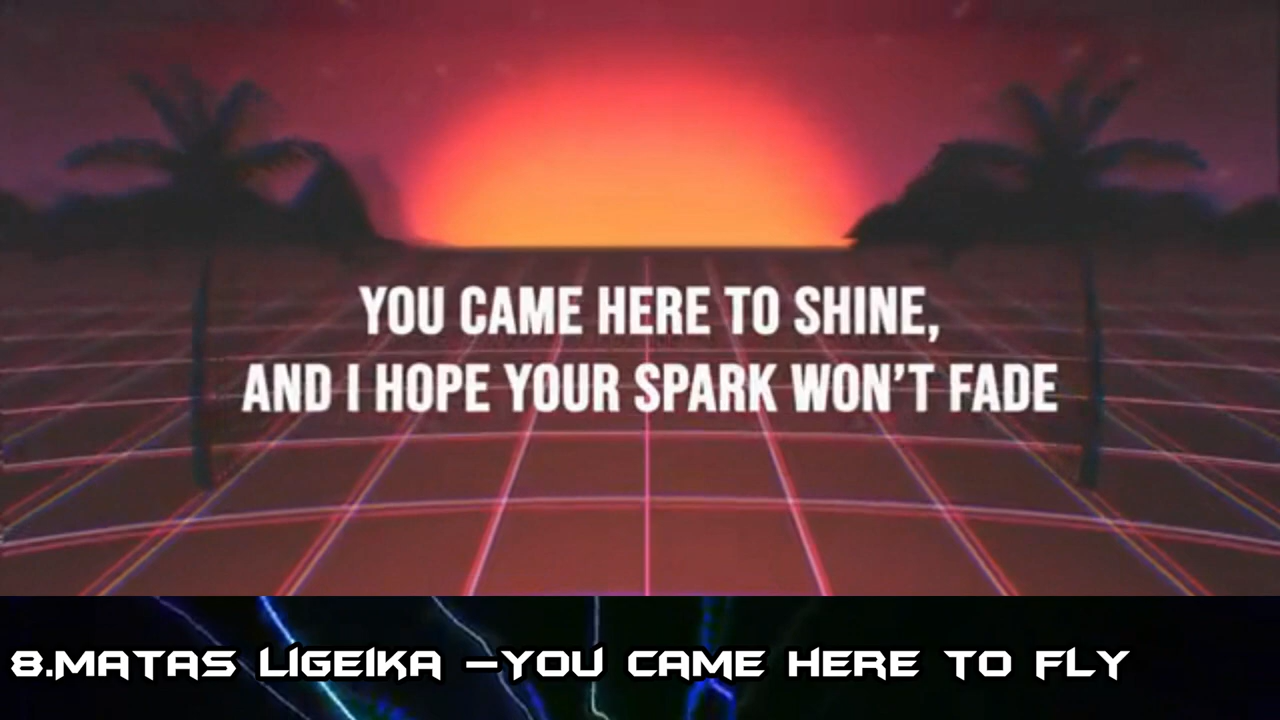 YOU CAME HERE TO SHINE,
AND I HOPE YOUR SPARK WON'T FADE
8.MATAS LIGEIKA –YOU CAME HERE TO FLY